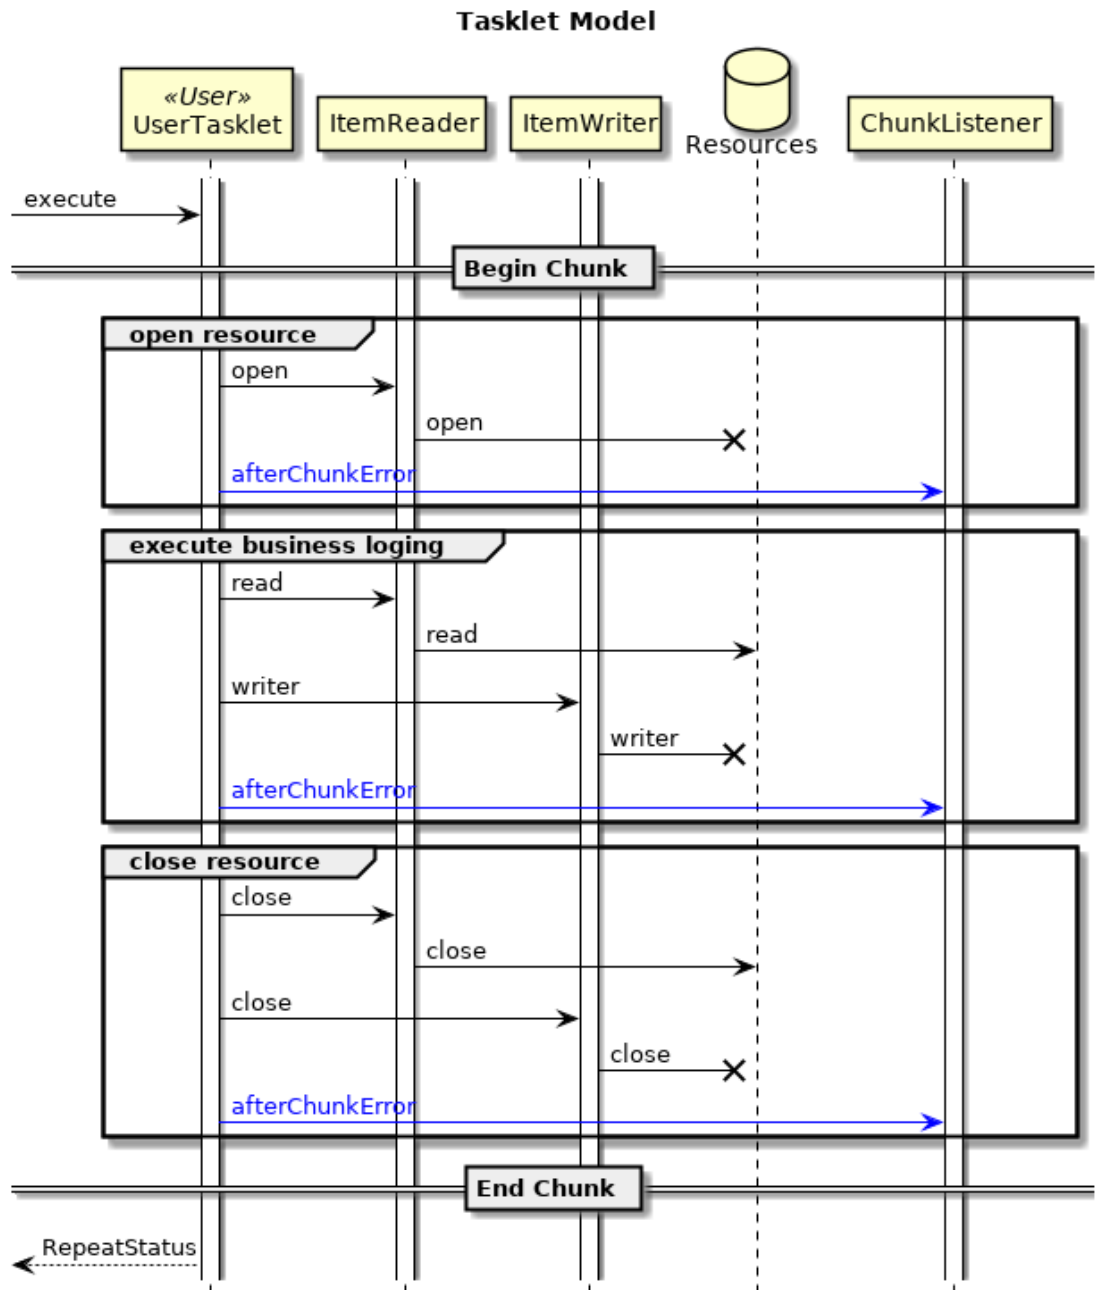 Tasklet Model
«User»
UserTasklet
ItemReader
ItemWriter
Resources
ChunkListener
execute
Begin Chunk
open resource
open
open
afterChunkError
execute business loging
read
read
writer
writer
afterChunkError
close resource
close
close
close
close
afterChunkError
End Chunk
RepeatStatus